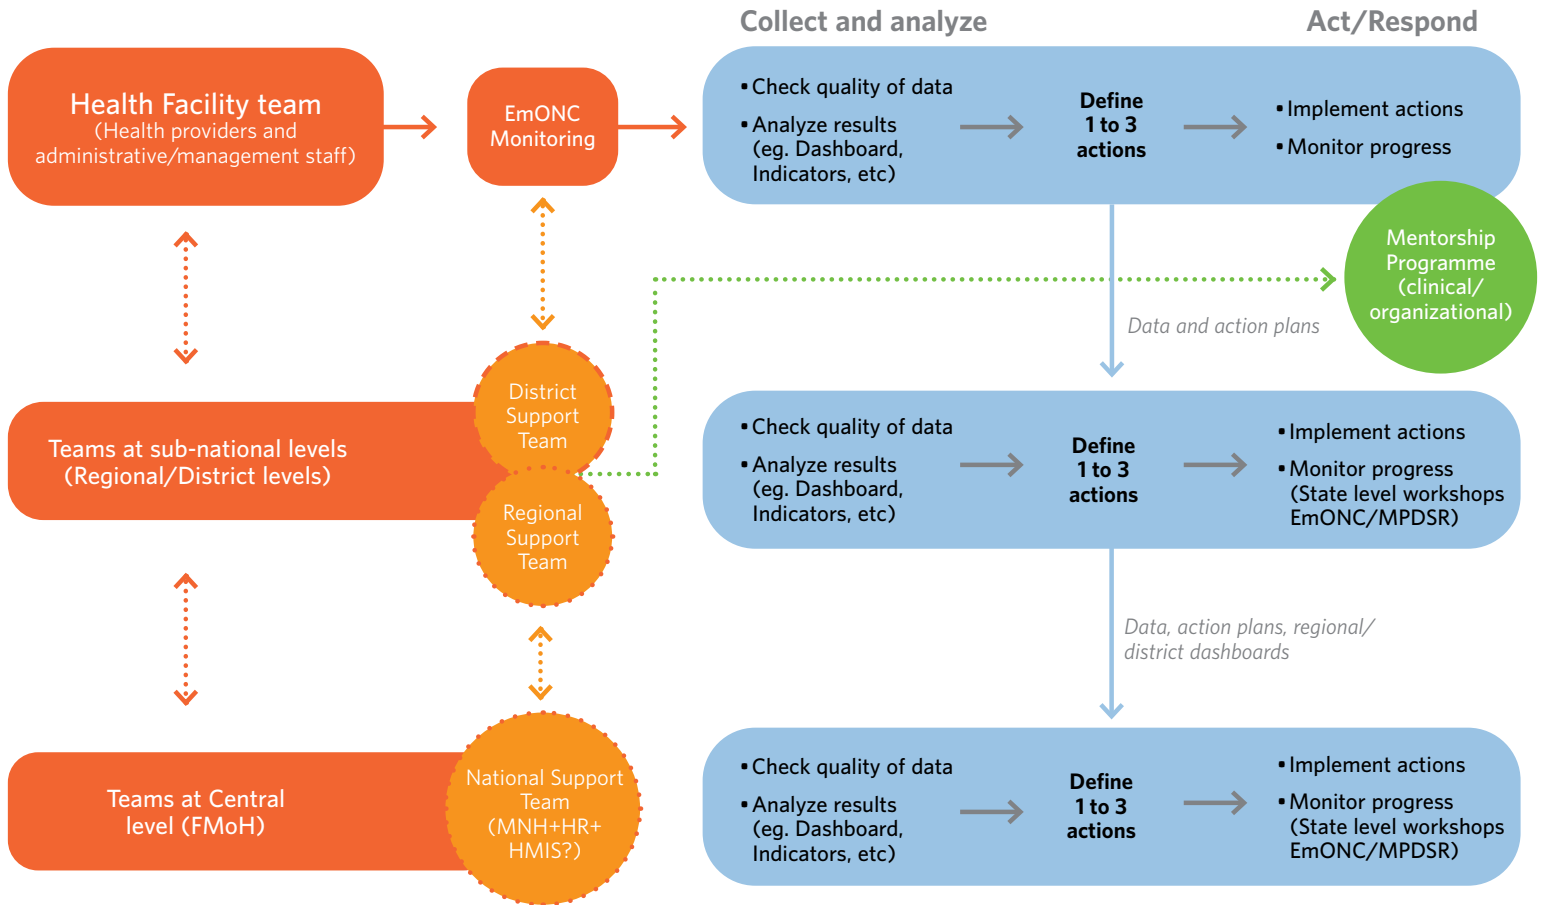 Collect and analyze
Act/Respond
Health Facility team
(Health providers and
administrative/management staff)
EmONC
Monitoring
▪ Check quality of data
▪ Analyze results
(eg. Dashboard,
Indicators, etc)
Define
1 to 3
actions
▪ Implement actions
▪ Monitor progress
Mentorship
Programme
(clinical/
organizational)
Data and action plans
Teams at sub-national levels
(Regional/District levels)
District
Support
Team
Regional
Support
Team
▪ Check quality of data
▪ Analyze results
(eg. Dashboard,
Indicators, etc)
Define
1 to 3
actions
▪ Implement actions
▪ Monitor progress
(State level workshops
EmONC/MPDSR)
Data, action plans, regional/
district dashboards
Teams at Central
level (FMoH)
National Support
Team
(MNH+HR+
HMIS?)
▪ Check quality of data
▪ Analyze results
(eg. Dashboard,
Indicators, etc)
Define
1 to 3
actions
▪ Implement actions
▪ Monitor progress
(State level workshops
EmONC/MPDSR)